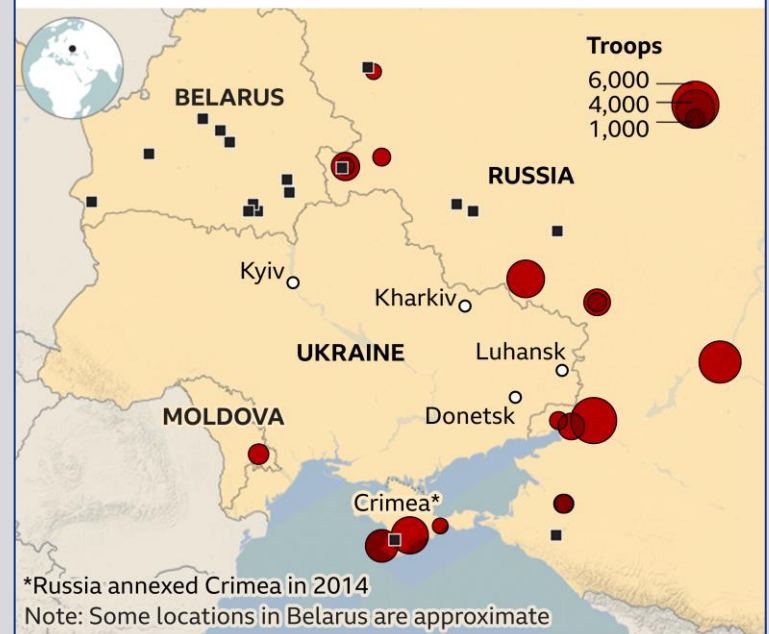 Troops
6,000
4,000
1,000
BELARUS
RUSSIA
Kyiv
Kharkiv
UKRAINE
Luhansk
Donetsk
MOLDOVA
Crimea*
*Russia annexed Crimea in 2014
Note: Some locations in Belarus are approximate